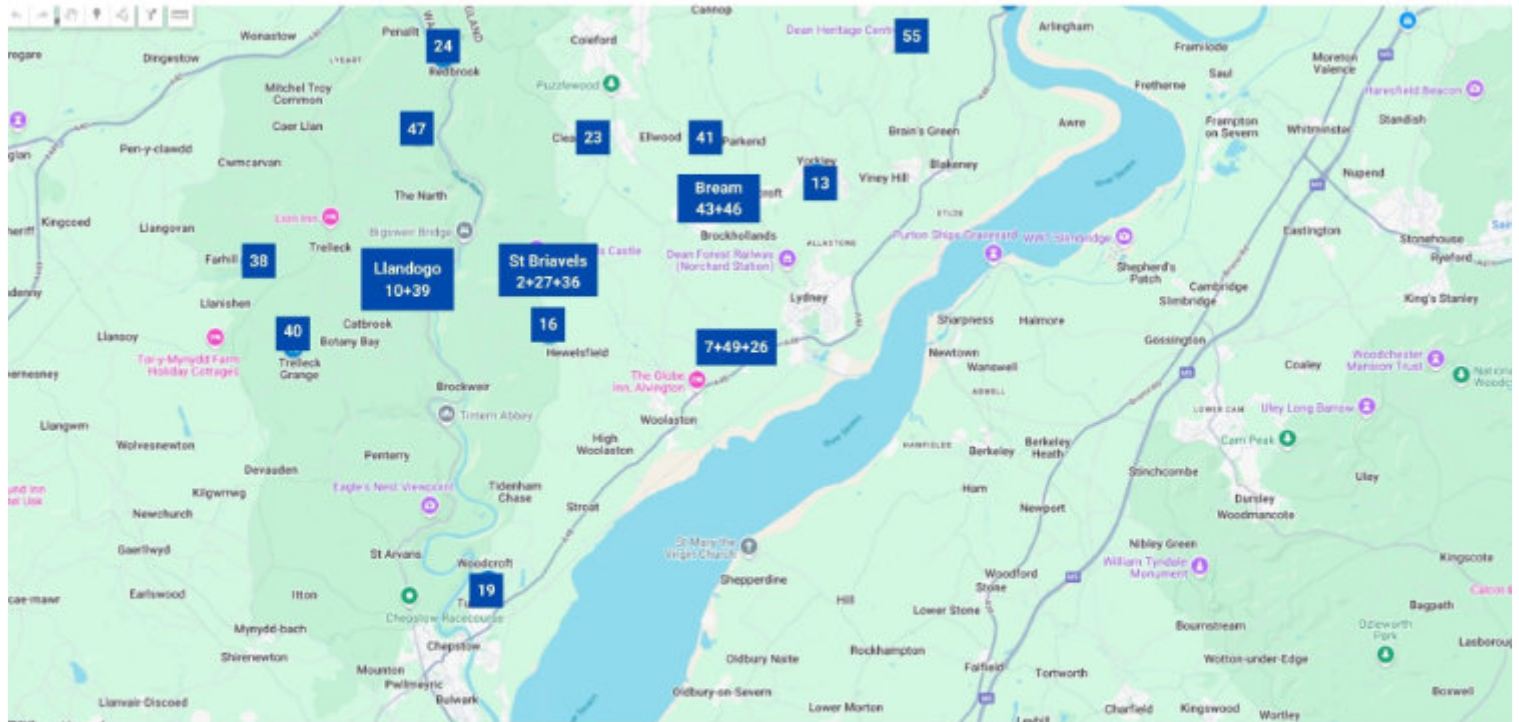 Cannop
Arlingham
Wonastow
Penallt
24
Coleford
Dean Heritage Cent
55
Framilode
Dingestow
LYDART
Redbrook
Moreton
Valence
Saul
Puzzlewood
Fretherne
Haresfield Beacon
Mitchel Troy
Common
Caer Llan
47
Clea
23
Ellwood
41
Parkend
Brain's Green
Awre
Frampton
on Severn
Whitminster
Standish
Pen-y-clawdd
Cwmcarvan
Yorkley
13
Blakeney
Viney Hill
Nupend
The North
Bream
43+46
Kingcoed
Llangovan
Lion Inn
Bigsweir Bridge
ETLOE
Trelleck
Brockhollands
ALLASTONE
Purton Ships Graveyard
WWT Slimbridge
Eastington
Stonehouse
Ryeford
Farhill
38
Llandogo
10+39
St Briavels
2+27+36
s Castle
Dean Forest Railway
(Norchard Station)
Shepherd's
Patch
Cambridge
Slimbridge
King's Stanley
Llanishen
Lydney
Llansoy
40
Catbrook
Botany Bay
16
Hewelsfield
7+49+26
Sharpness
Halmore
Gossington
Tor-y-Mynydd Farm
Holiday Cottages
Trelleck
Grange
Newtown
Wanswell
Coaley
Woodchester
Mansion Trust
The Globe
Inn, Alvington
Brockweir
Tintern Abbey
Woolaston
LOWER CAM
Uley Long Barrow
Llangwm
Wolvesnewton
High
Woolaston
Berkeley
Berkeley
Heath
Cam Peak
Penterry
Devauden
Stinchcombe
Uley
Kilgwrrwg
Eagle's Nest Viewpoint
Tidenham
Chase
Ham
Stroat
Newport
Dursley
Woodmancote
Newchurch
Gaerllwyd
St Arvans
St Mary the
Virgin Church
Nibley Green
William Tyndale
Monument
Kingscote
Woodcroft
19
Shepperdine
Woodford
Stone
Earlswood
Itton
Chepstow Racecourse
Hill
Lower Stone
Bagpath
Mynydd-bach
Bournstream
Ozleworth
Park
Shirenewton
Chepstow
Oldbury Naite
Rockhampton
Wotton-under-Edge
Mounton
Pwllmeyric
Falfield
Tortworth
Bulwark
Oldbury-on-Severn
Boxwell
Llanvair-Discoed
Lower Morton
Charfield
Kingswood
Wortley